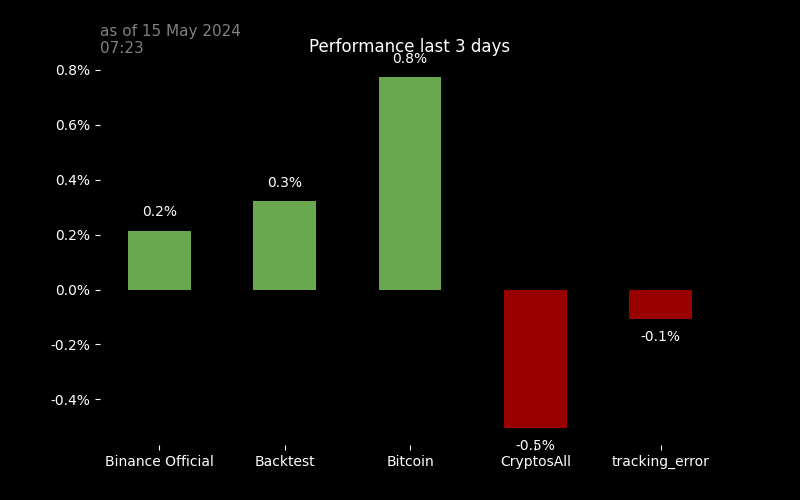 as of 15 May 2024
07:23
Performance last 3 days
0.8%
0.6%
0.4%
0.2%
0.0%
-0.2%
-0.4%
0.2%
0.3%
0.8%
-0.5%
-0.1%
Binance Official
Backtest
Bitcoin
CryptosAll
tracking_error